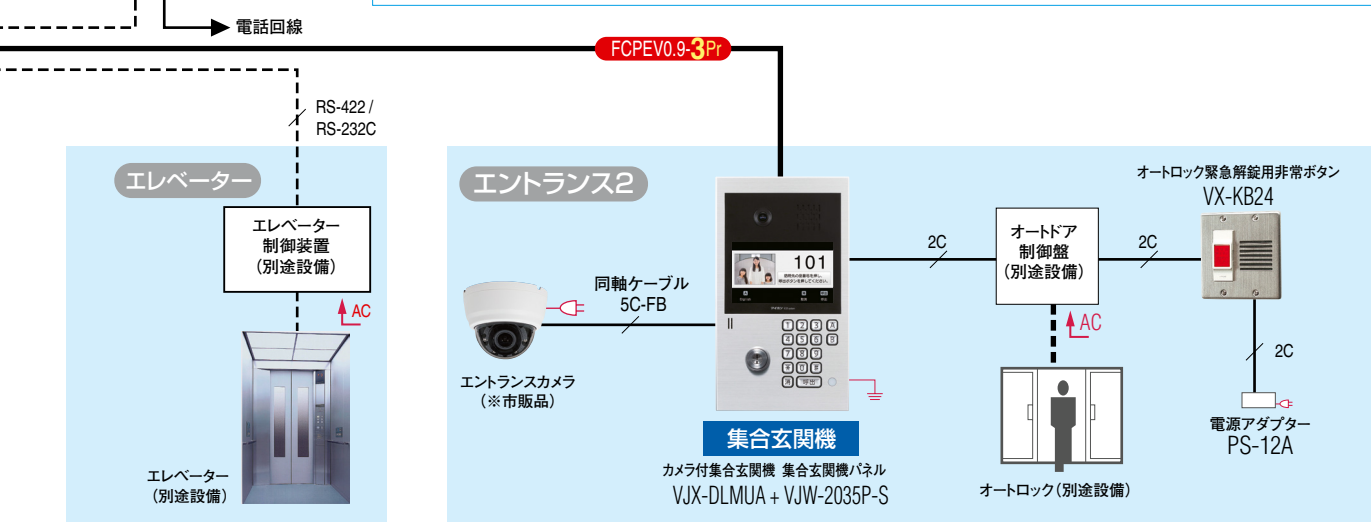 電話回線
FCPEV0.9-3Pr
RS-422 /
RS-232C
エレベーター
エレベーター
制御装置
(別途設備)
AC
エレベーター
(別途設備)
エントランス2
エントランスカメラ
(※市販品)
同軸ケーブル
5C-FB
101
呼出
集合玄関機
カメラ付集合玄関機 集合玄関機パネル
VJX-DLMUA + VJW-2035P-S
2C
オートドア
制御盤
(別途設備)
AC
オートロック(別途設備)
2C
オートロック緊急解錠用非常ボタン
VX-KB24
2C
電源アダプター
PS-12A